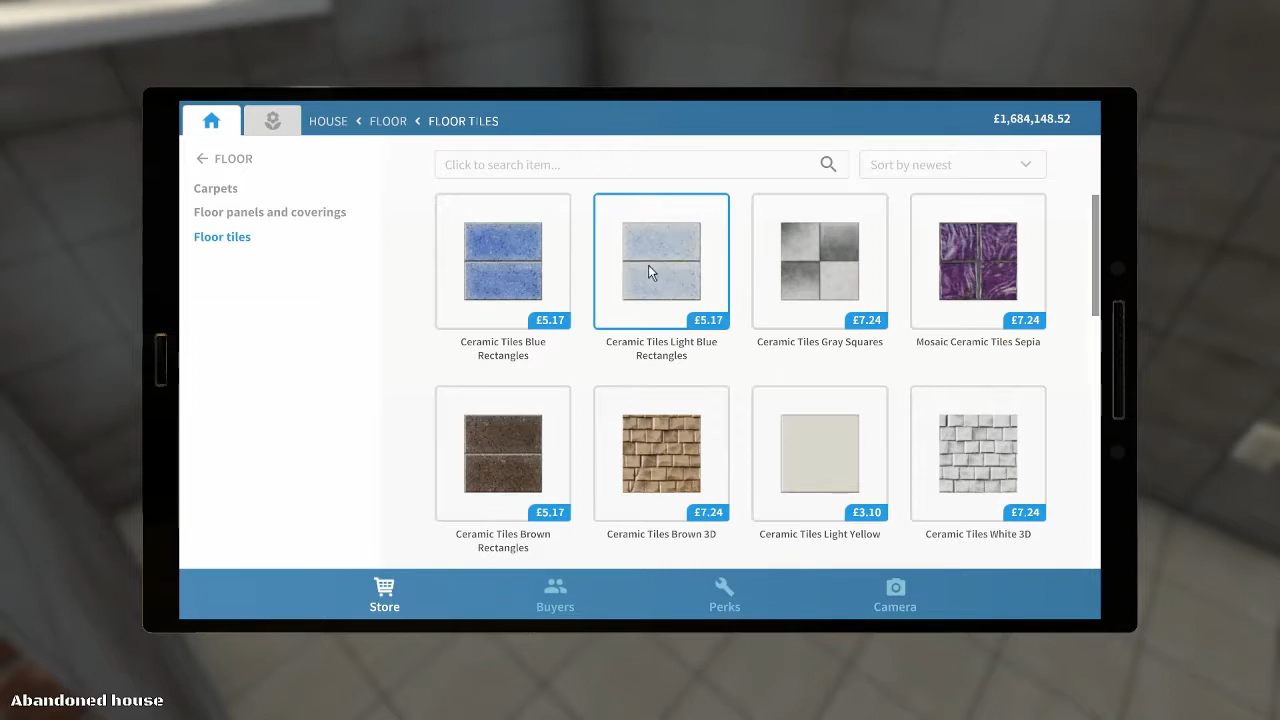 HOUSE < FLOOR < FLOOR TILES
£1,684,148.52
FLOOR
Carpets
Floor panels and coverings
Floor tiles
Click to search item...
Sort by newest
£5.17
£5.17
£7.24
£7.24
Ceramic Tiles Blue
Rectangles
Ceramic Tiles Light Blue
Rectangles
Ceramic Tiles Gray Squares
Mosaic Ceramic Tiles Sepia
£5.17
£7.24
£3.10
£7.24
Ceramic Tiles Brown
Rectangles
Ceramic Tiles Brown 3D
Ceramic Tiles Light Yellow
Ceramic Tiles White 3D
Store
Buyers
Perks
Camera
Abandoned house